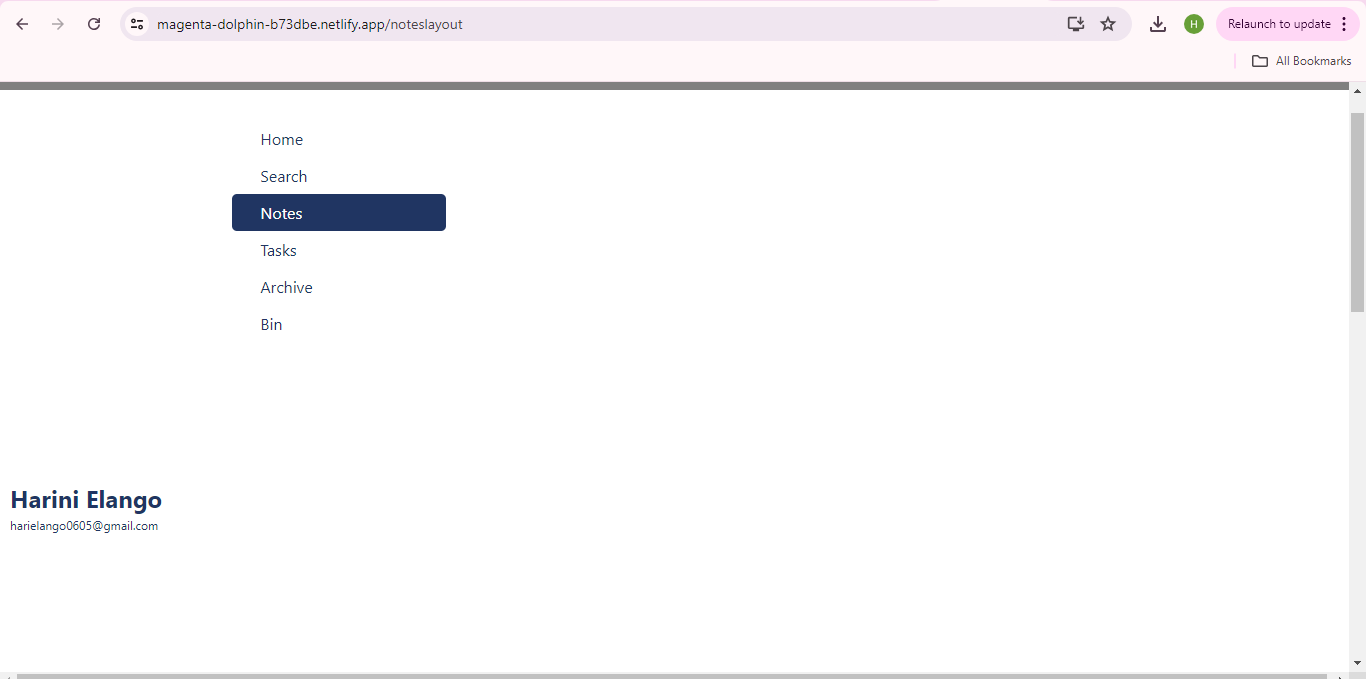 magenta-dolphin-b73dbe.netlify.app/noteslayout
H
Relaunch to update
All Bookmarks
Home
Search
Notes
Tasks
Archive
Bin
Harini Elango
harielango0605@gmail.com